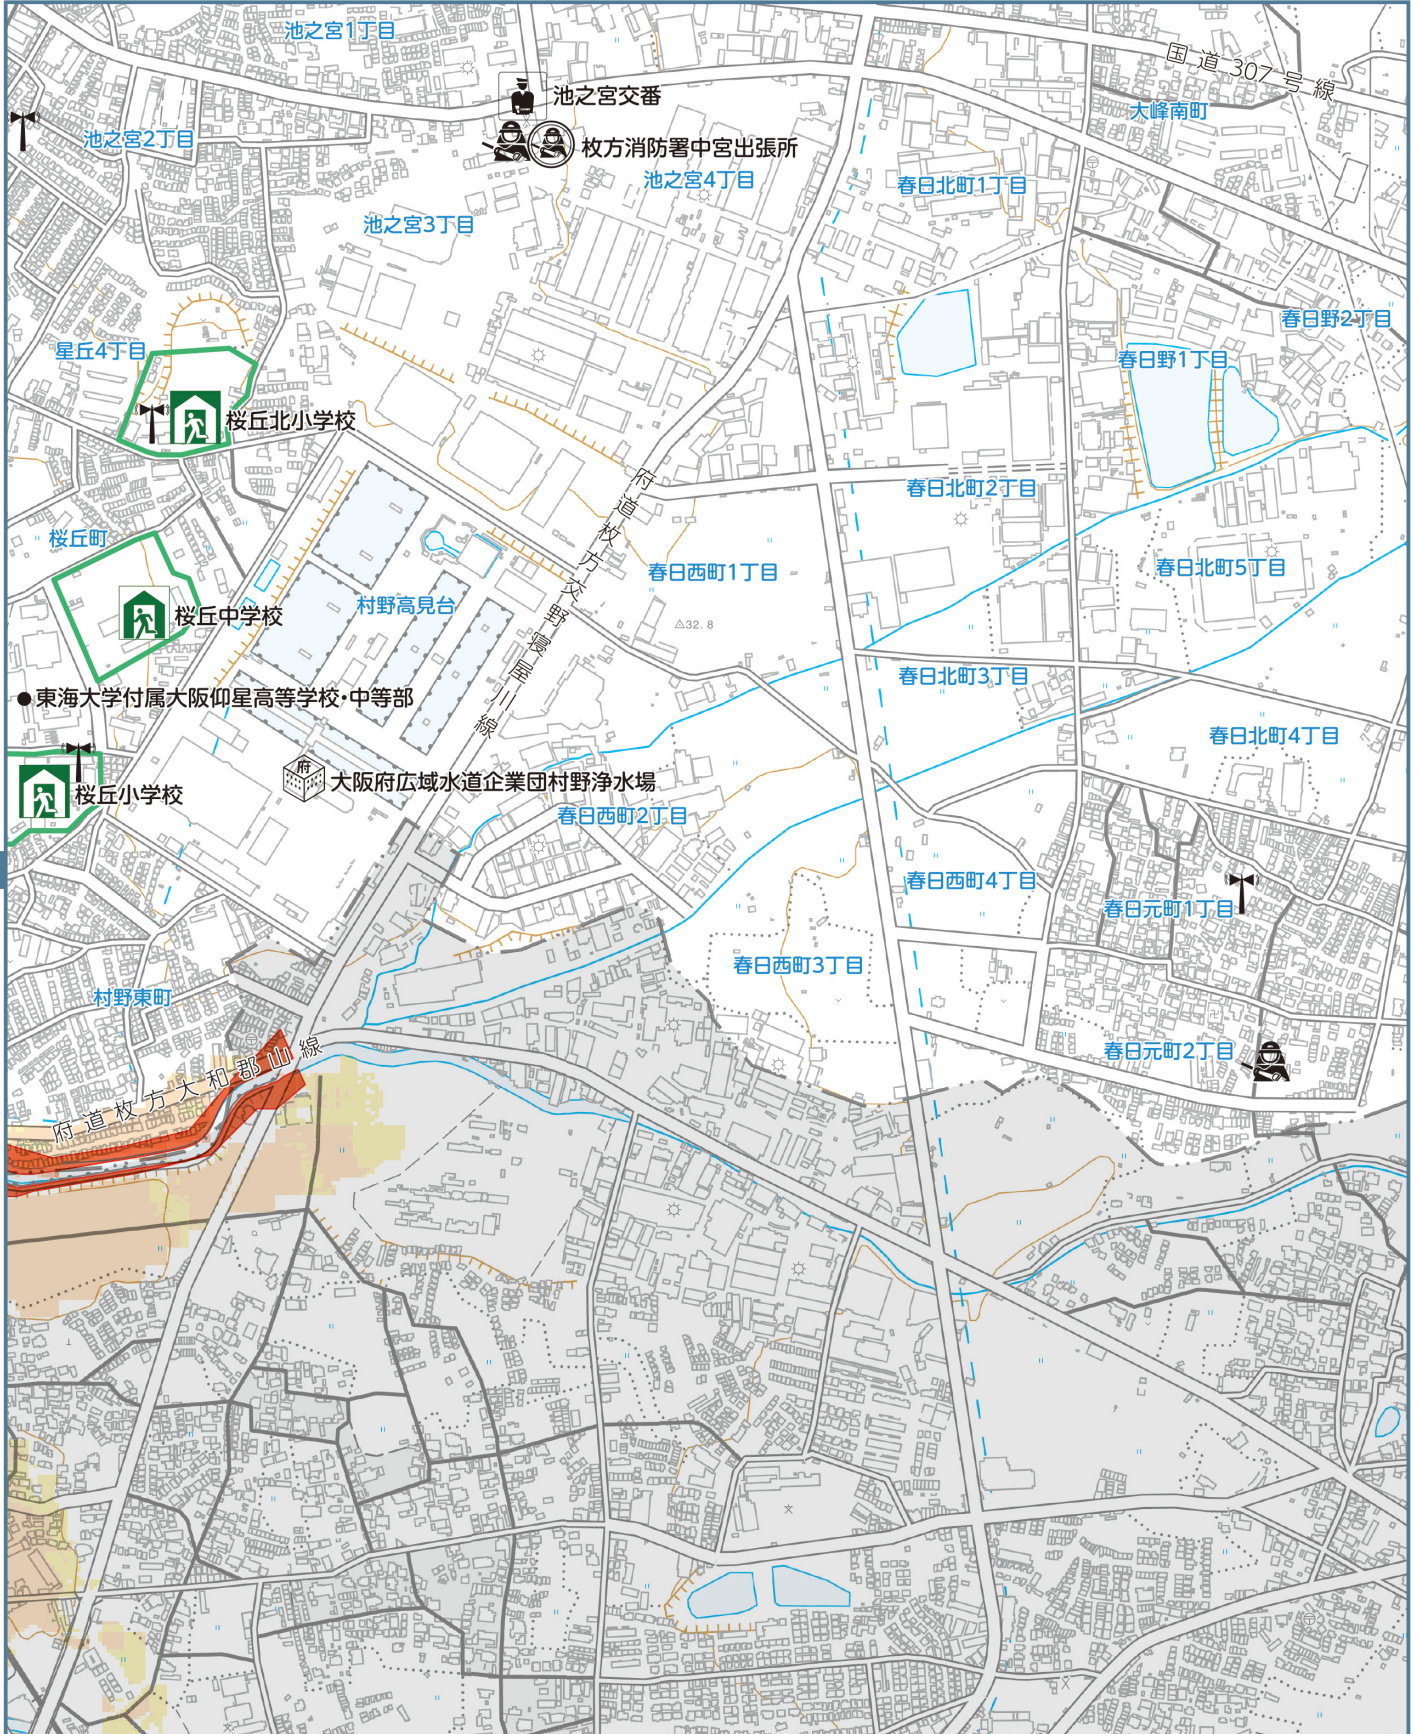 池之宮1丁目
国道307号線
池之宮交番
大峰南町
池之宮2丁目
枚方消防署中宮出張所
池之宮4丁目
春日北町1丁目
池之宮3丁目
春日野2丁目
星丘4丁目
春日野1丁目
桜丘北小学校
府道枚方交野寝屋川線
春日北町2丁目
桜丘町
春日西町1丁目
春日北町5丁目
村野高見台
桜丘中学校
32.8
春日北町3丁目
●東海大学付属大阪仰星高等学校・中等部
春日北町4丁目
府
大阪府広域水道企業団村野浄水場
桜丘小学校
春日西町2丁目
春日西町4丁目
春日元町1丁目
春日西町3丁目
村野東町
春日元町2丁目
府道枚方大和郡山線